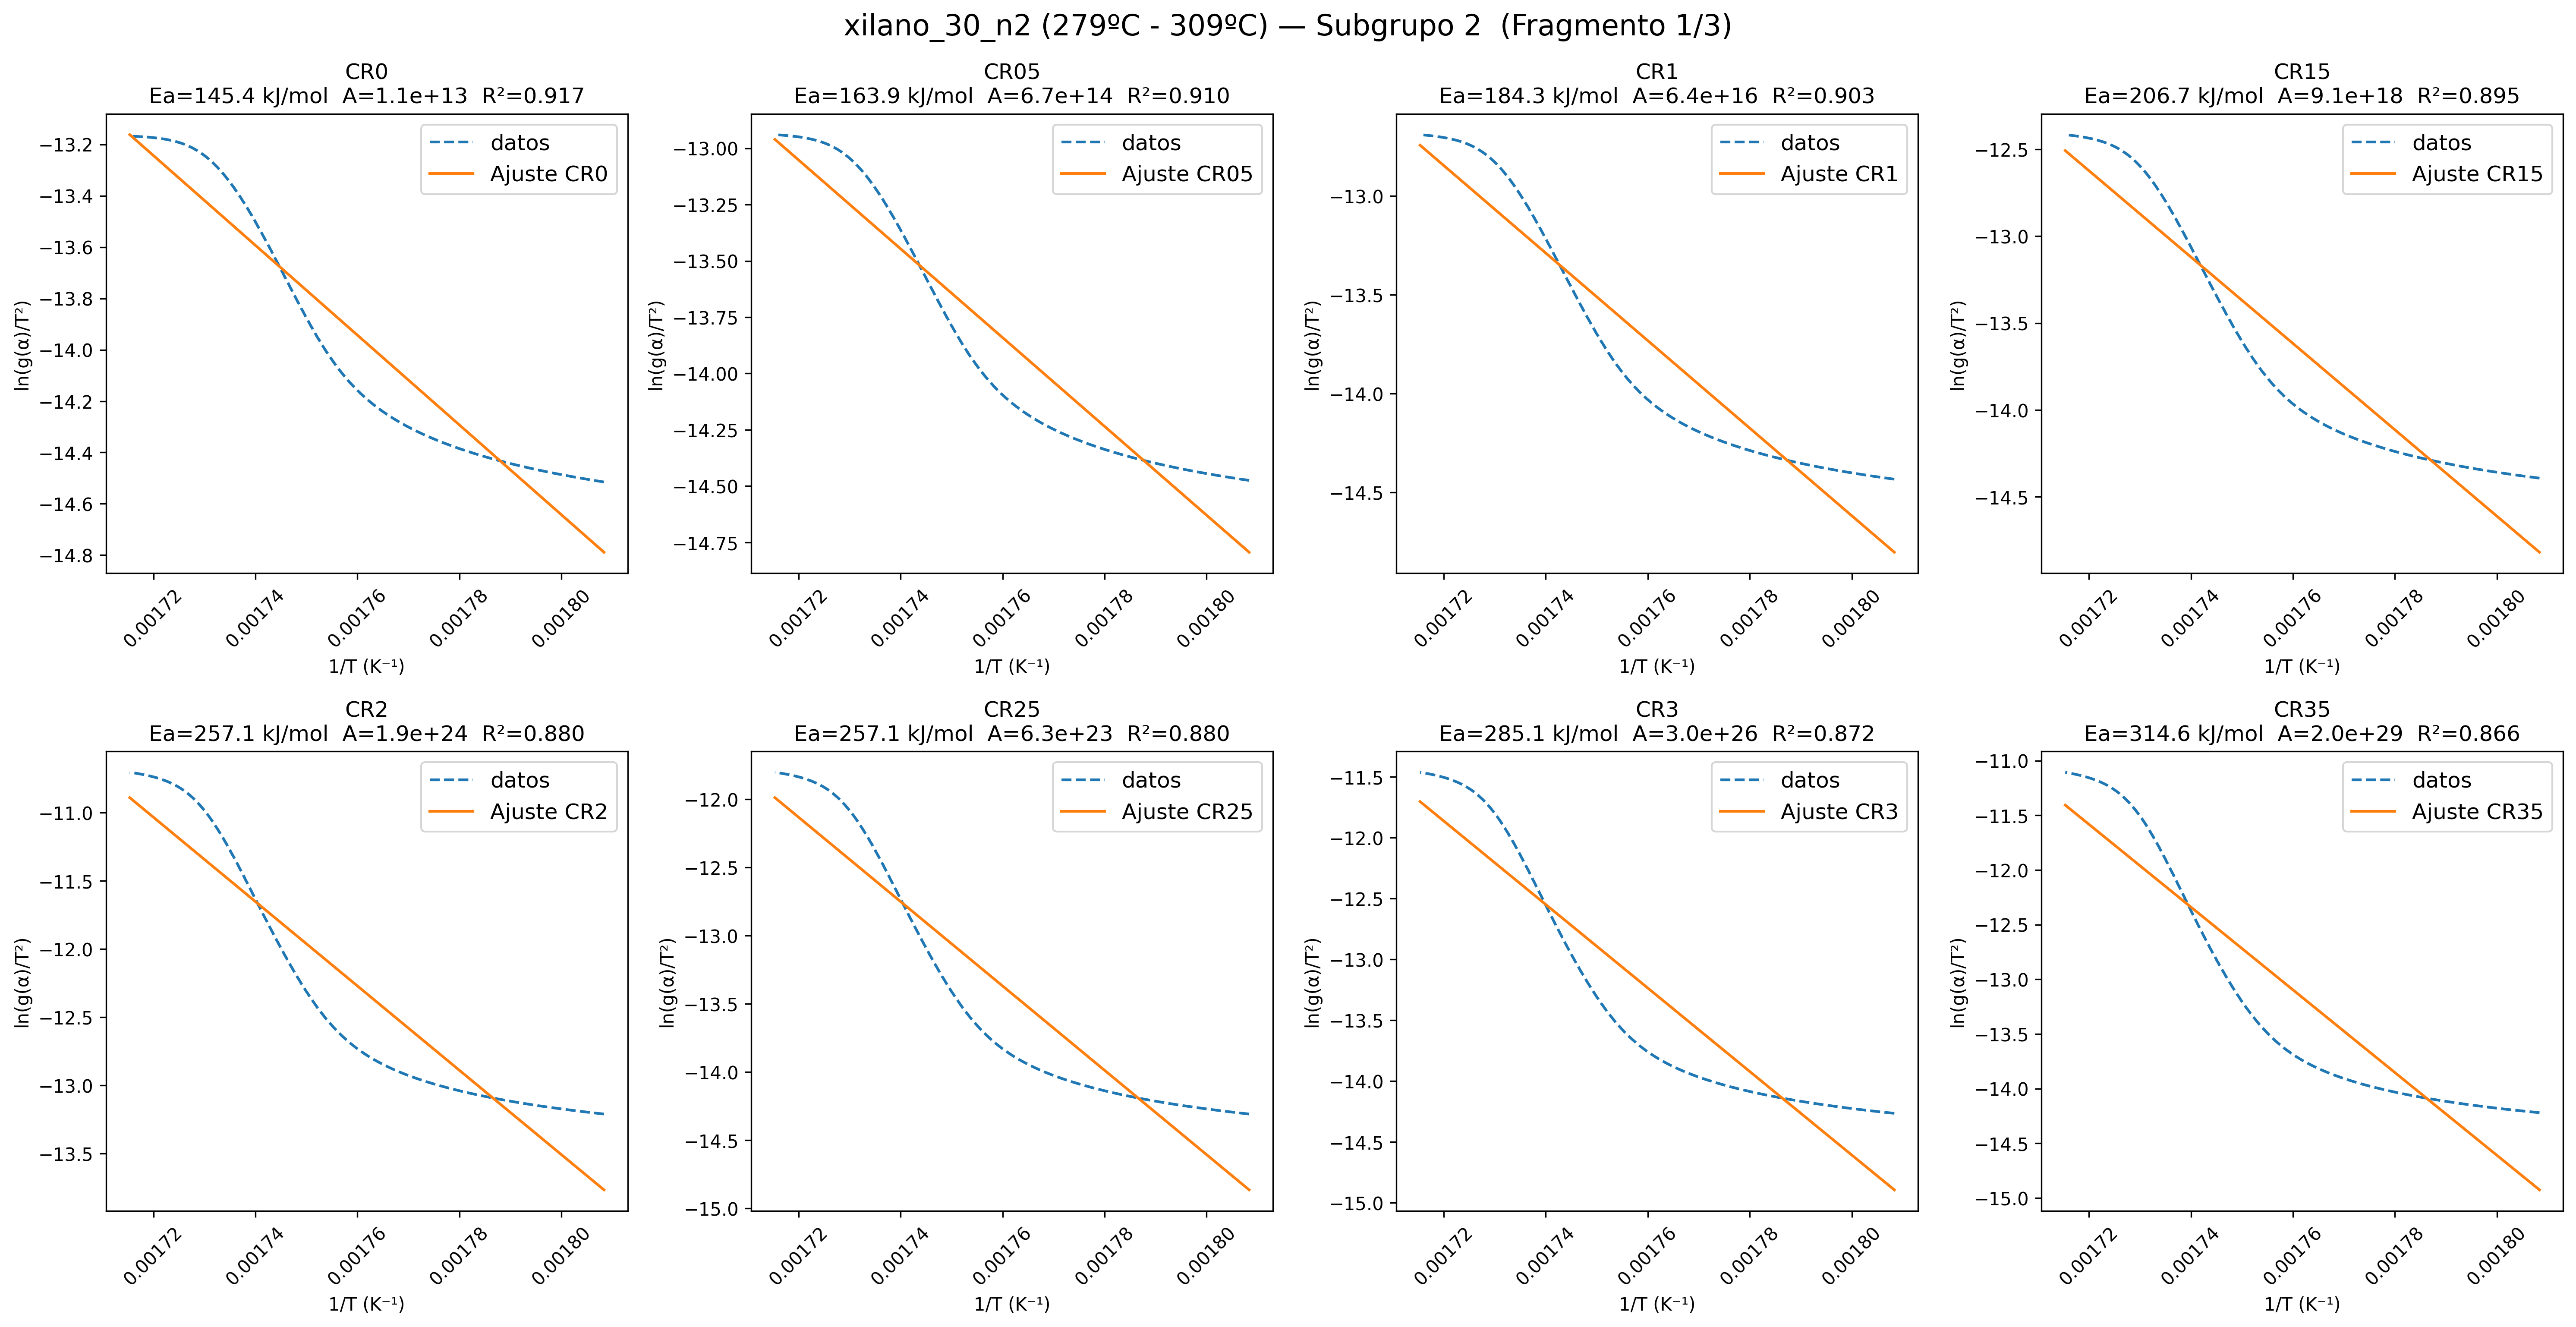 xilano_30_n2 (279ºC - 309ºC) — Subgrupo 2  (Fragmento 1/3)
CR0
Ea=145.4 kJ/mol  A=1.1e+13  R²=0.917
−13.2
−13.4
−13.6
−13.8
−14.0
−14.2
−14.4
−14.6
−14.8
ln(g(α)/T²)
datos
Ajuste CR0
0.00172
0.00174
0.00176
0.00178
0.00180
1/T (K⁻¹)
CR05
Ea=163.9 kJ/mol  A=6.7e+14  R²=0.910
−13.00
−13.25
−13.50
−13.75
−14.00
−14.25
−14.50
−14.75
ln(g(α)/T²)
datos
Ajuste CR05
0.00172
0.00174
0.00176
0.00178
0.00180
1/T (K⁻¹)
CR1
Ea=184.3 kJ/mol  A=6.4e+16  R²=0.903
−13.0
−13.5
−14.0
−14.5
ln(g(α)/T²)
datos
Ajuste CR1
0.00172
0.00174
0.00176
0.00178
0.00180
1/T (K⁻¹)
CR15
Ea=206.7 kJ/mol  A=9.1e+18  R²=0.895
−12.5
−13.0
−13.5
−14.0
−14.5
ln(g(α)/T²)
datos
Ajuste CR15
0.00172
0.00174
0.00176
0.00178
0.00180
1/T (K⁻¹)
CR2
Ea=257.1 kJ/mol  A=1.9e+24  R²=0.880
−11.0
−11.5
−12.0
−12.5
−13.0
−13.5
ln(g(α)/T²)
datos
Ajuste CR2
0.00172
0.00174
0.00176
0.00178
0.00180
1/T (K⁻¹)
CR25
Ea=257.1 kJ/mol  A=6.3e+23  R²=0.880
−12.0
−12.5
−13.0
−13.5
−14.0
−14.5
−15.0
ln(g(α)/T²)
datos
Ajuste CR25
0.00172
0.00174
0.00176
0.00178
0.00180
1/T (K⁻¹)
CR3
Ea=285.1 kJ/mol  A=3.0e+26  R²=0.872
−11.5
−12.0
−12.5
−13.0
−13.5
−14.0
−14.5
−15.0
ln(g(α)/T²)
datos
Ajuste CR3
0.00172
0.00174
0.00176
0.00178
0.00180
1/T (K⁻¹)
CR35
Ea=314.6 kJ/mol  A=2.0e+29  R²=0.866
−11.0
−11.5
−12.0
−12.5
−13.0
−13.5
−14.0
−14.5
−15.0
ln(g(α)/T²)
datos
Ajuste CR35
0.00172
0.00174
0.00176
0.00178
0.00180
1/T (K⁻¹)